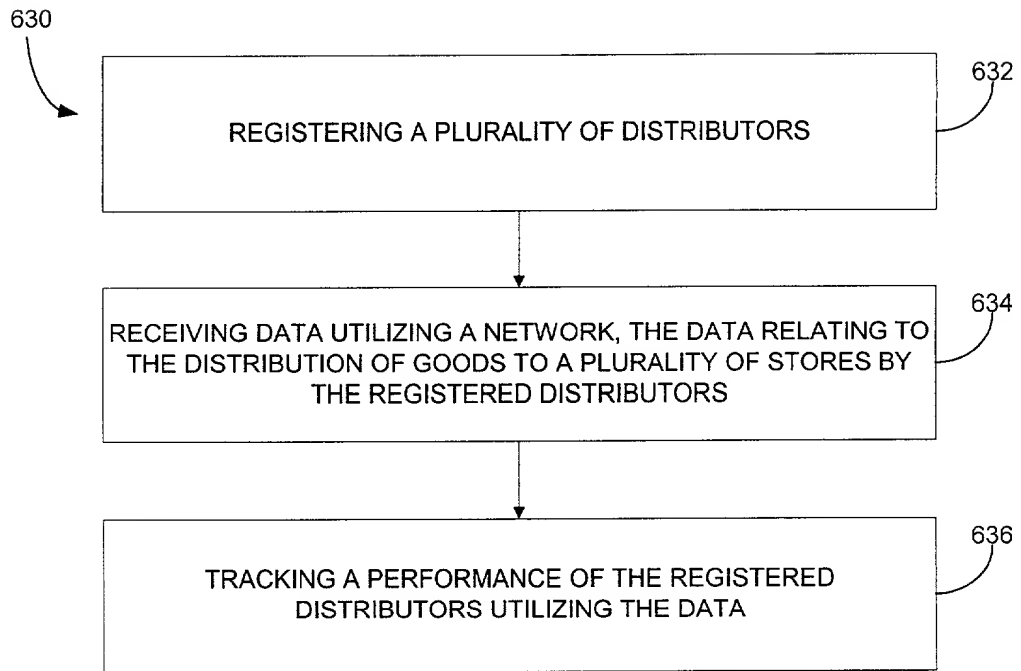 630
632
REGISTERING A PLURALITY OF DISTRIBUTORS
634
RECEIVING DATA UTILIZING A NETWORK, THE DATA RELATING TO
THE DISTRIBUTION OF GOODS TO A PLURALITY OF STORES BY
THE REGISTERED DISTRIBUTORS
636
TRACKING A PERFORMANCE OF THE REGISTERED
DISTRIBUTORS UTILIZING THE DATA